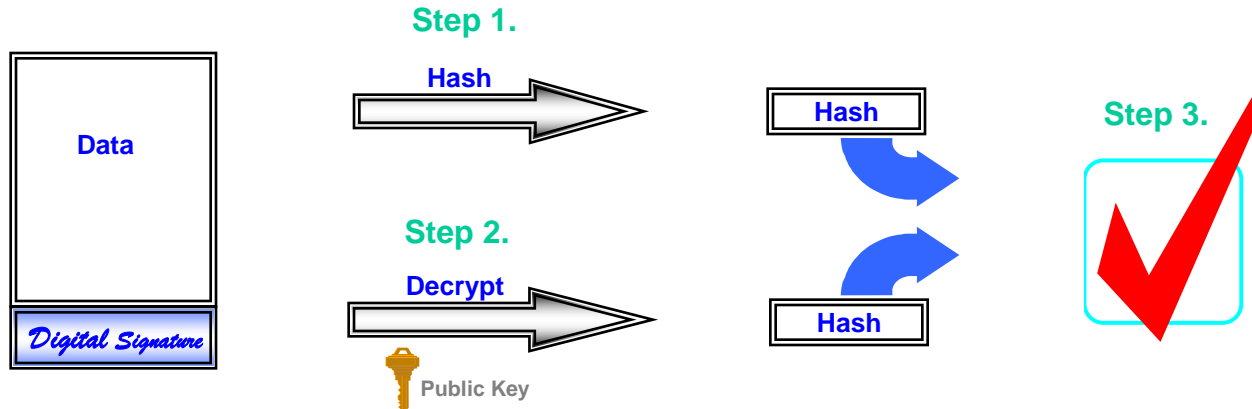 Step 1.
Hash
Data
Hash
Step 3.
Step 2.
Decrypt
Digital Signature
Hash
Public Key